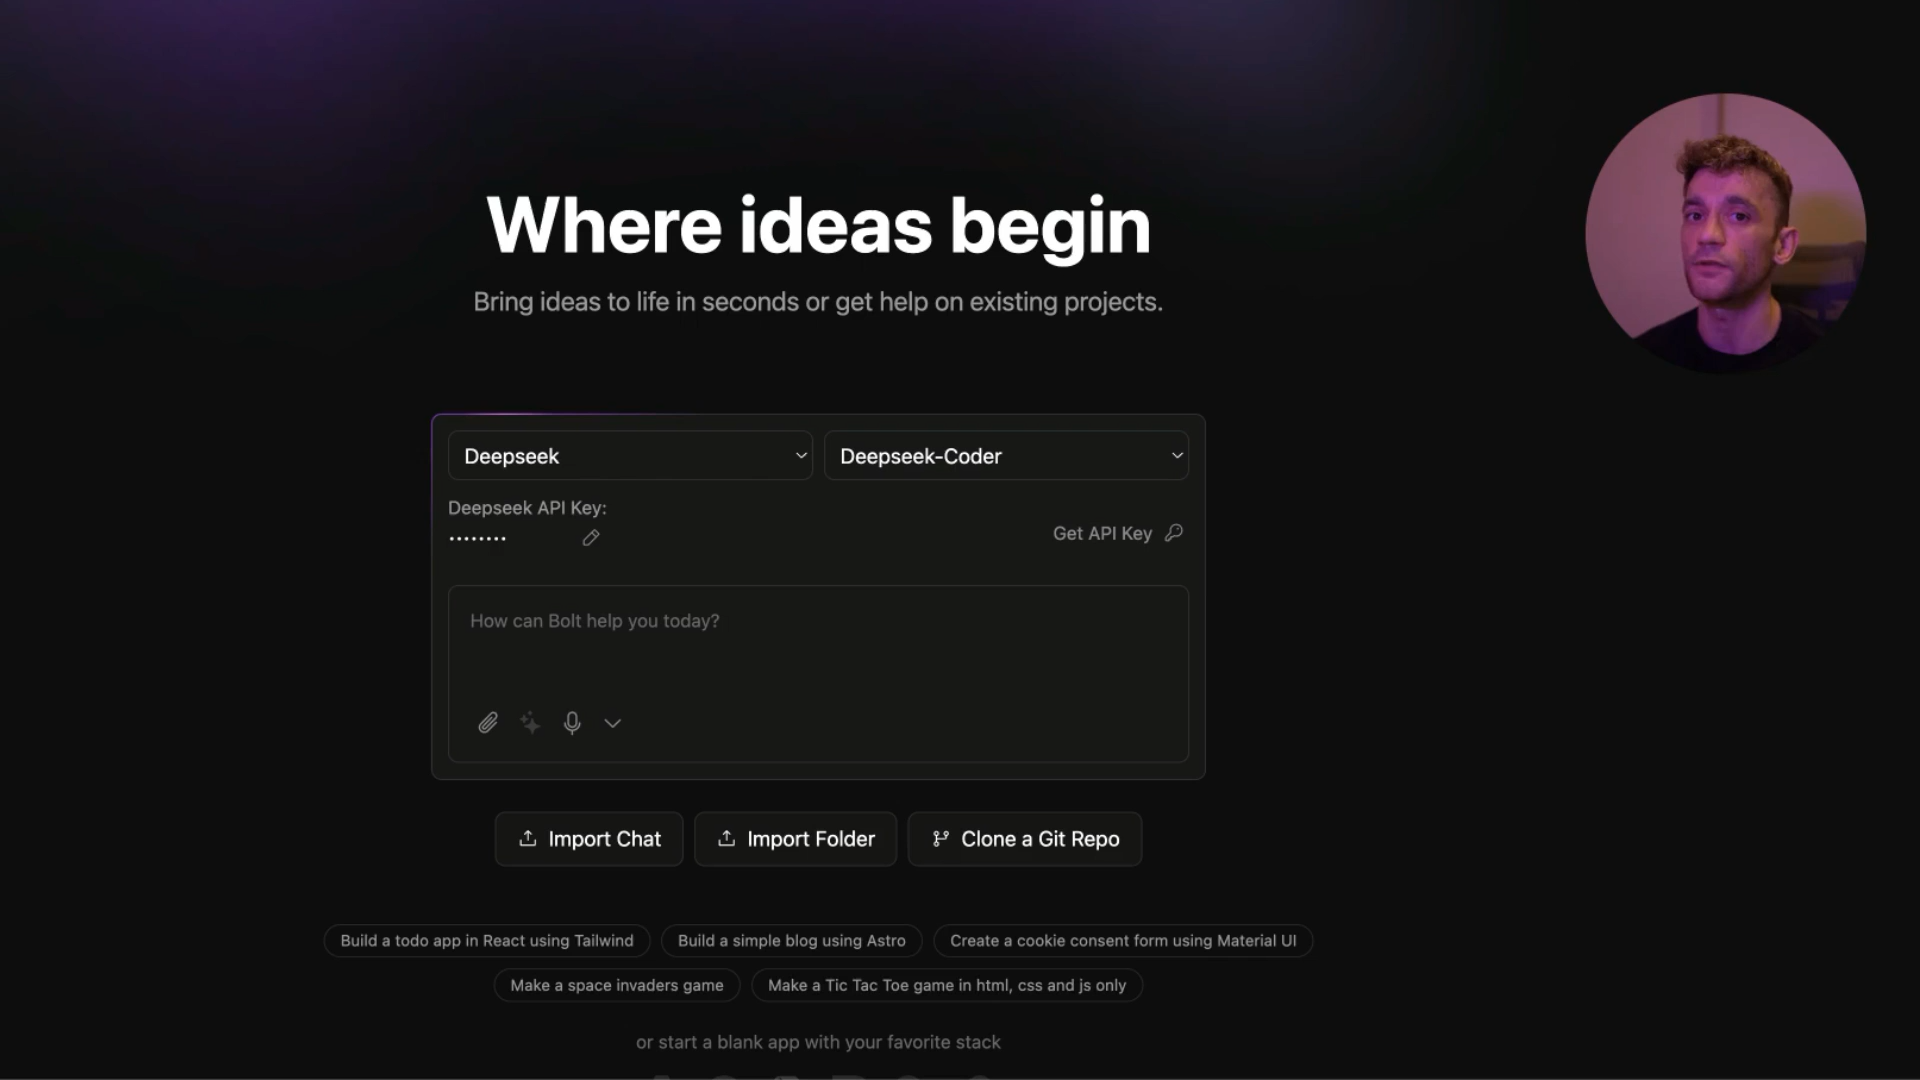 Where ideas begin
Bring ideas to life in seconds or get help on existing projects.
Deepseek
Deepseek-Coder
Deepseek API Key:
Get API Key
How can Bolt help you today?
Import Chat
Import Folder
Clone a Git Repo
Build a todo app in React using Tailwind
Build a simple blog using Astro
Create a cookie consent form using Material UI
Make a space invaders game
Make a Tic Tac Toe game in html, css and js only
or start a blank app with your favorite stack